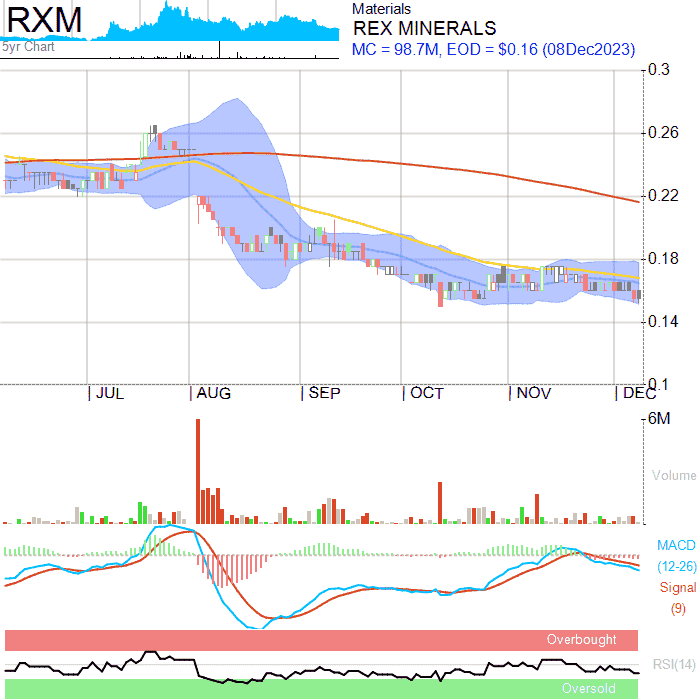 RXM
5yr Chart
Materials
REX MINERALS
MC = 98.7M, EOD = $0.16 (08Dec2023)
0.3
0.26
0.22
0.18
0.14
0.1
JUL AUG SEP OCT NOV DEC
6M
Volume
MACD
(12-26)
Signal
(9)
Overbought
RSI(14)
Oversold